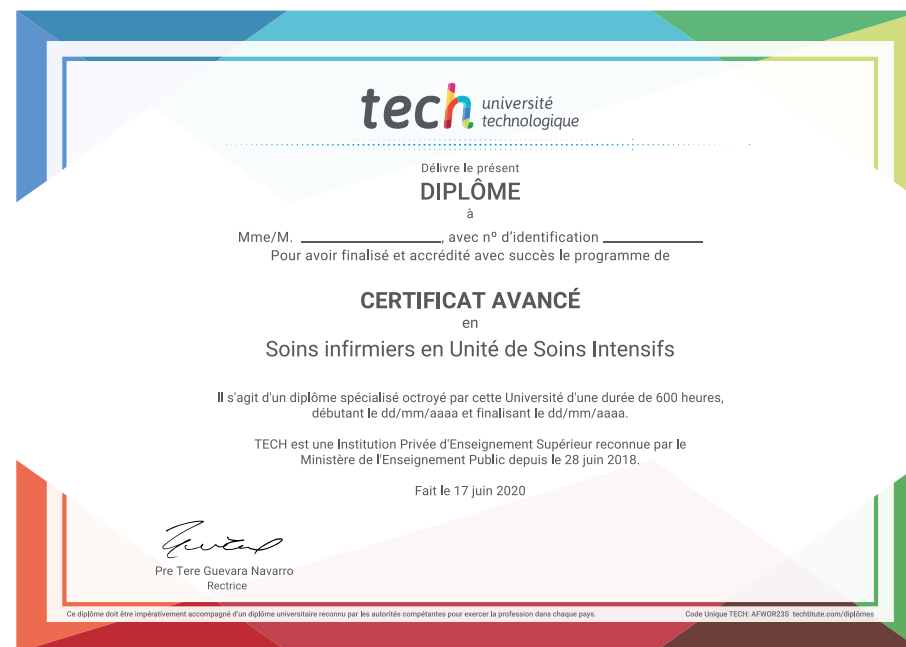 tech université
technologique
Délivre le présent
DIPLÔME
à
Mme/M. ____________________, avec nº d'identification ______________
Pour avoir finalisé et accrédité avec succès le programme de
CERTIFICAT AVANCÉ
en
Soins infirmiers en Unité de Soins Intensifs
Il s'agit d'un diplôme spécialisé octroyé par cette Université d'une durée de 600 heures,
débutant le dd/mm/aaaa et finalisant le dd/mm/aaaa.
TECH est une Institution Privée d'Enseignement Supérieur reconnue par le
Ministère de l'Enseignement Public depuis le 28 juin 2018.
Fait le 17 juin 2020
Pre Tere Guevara Navarro
Rectrice
Ce diplôme doit être impérativement accompagné d'un diplôme universitaire reconnu par les autorités compétantes pour exercer la profession dans chaque pays.
Code Unique TECH: AFWOR23S techtitute.com/diplômes